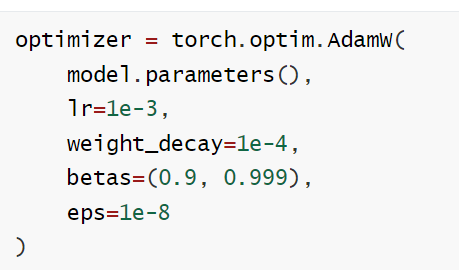 optimizer = torch.optim.AdamW(
    model.parameters(),
    lr=1e-3,
    weight_decay=1e-4,
    betas=(0.9, 0.999),
    eps=1e-8
)